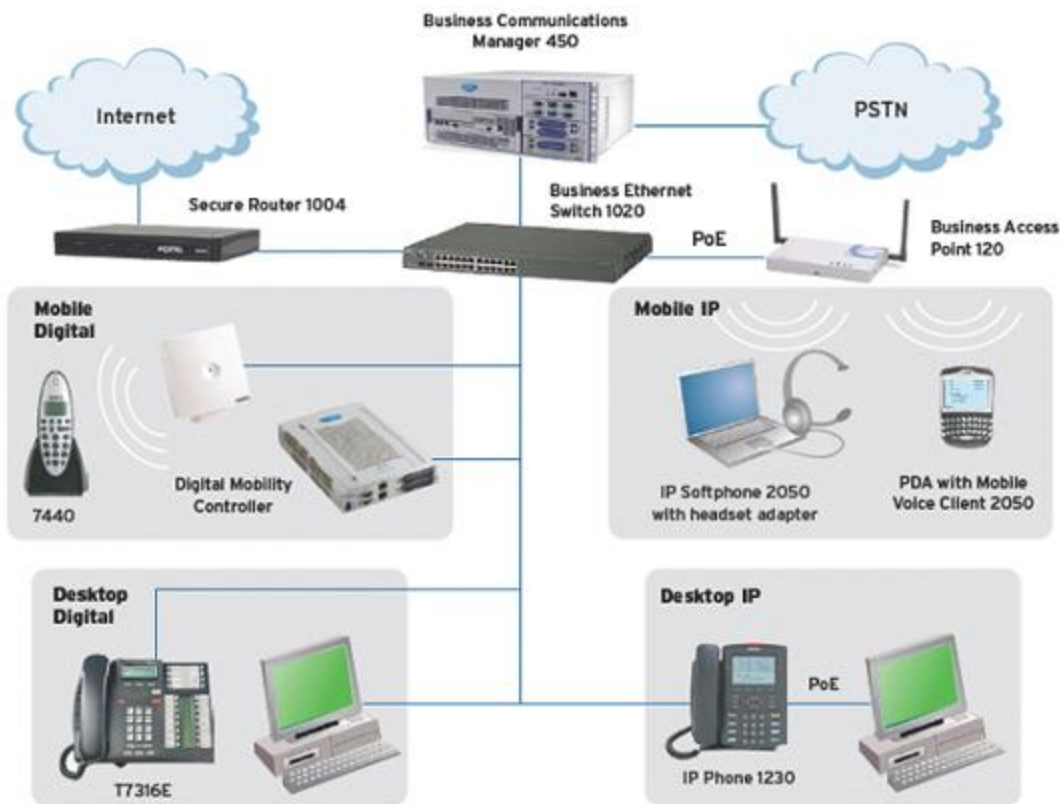 Business Communications
Manager 450
Internet
PSTN
Secure Router 1004
Business Ethernet
Switch 1020
PoE
Business Access
Point 120
Mobile
Digital
7440
Digital Mobility
Controller
Mobile IP
IP Softphone 2050
with headset adapter
PDA with Mobile
Voice Client 2050
Desktop
Digital
T7316E
Desktop IP
PoE
IP Phone 1230